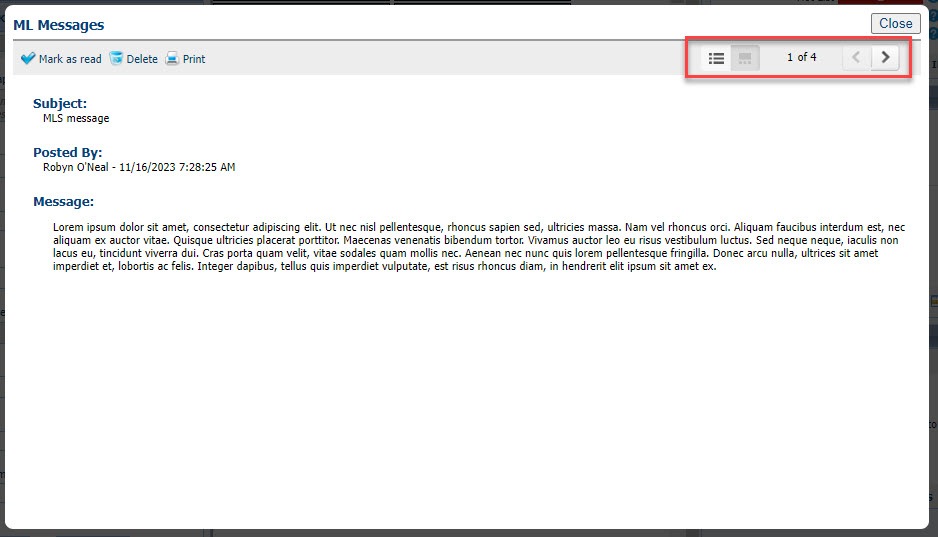 ML Messages
Close
Mark as read Delete Print
1 of 4
Subject:
MLS message
Posted By:
Robyn O'Neal - 11/16/2023 7:28:25 AM
Message:
Lorem ipsum dolor sit amet, consectetur adipiscing elit. Ut nec nisl pellentesque, rhoncus sapien sed, ultricies massa. Nam vel rhoncus orci. Aliquam faucibus interdum est, nec
aliquam ex auctor vitae. Quisque ultricies placerat porttitor. Maecenas venenatis bibendum tortor. Vivamus auctor leo eu risus vestibulum luctus. Sed neque neque, iaculis non
lacus eu, tincidunt viverra dui. Cras porta quam velit, vitae sodales quam mollis nec. Aenean nec nunc quis lorem pellentesque fringilla. Donec arcu nulla, ultrices sit amet
imperdiet et, lobortis ac felis. Integer dapibus, tellus quis imperdiet vulputate, est risus rhoncus diam, in hendrerit elit ipsum sit amet ex.